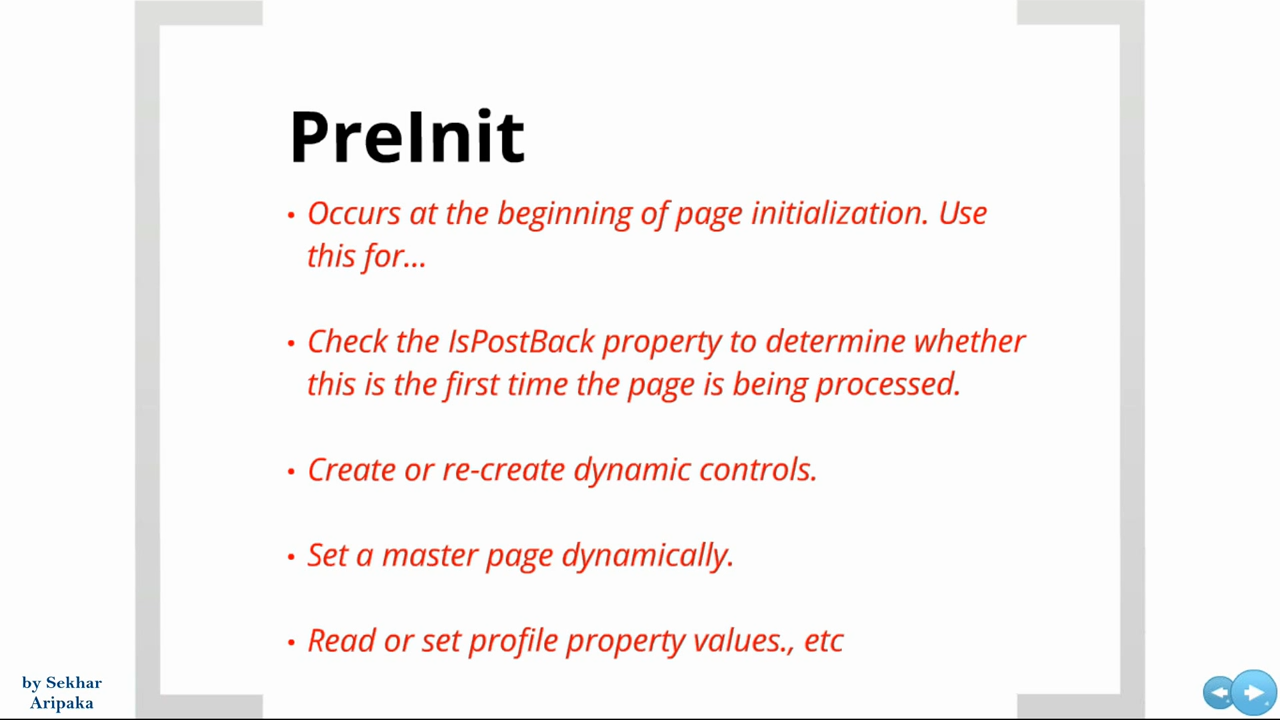 PreInit
• Occurs at the beginning of page initialization. Use
this for...
• Check the IsPostBack property to determine whether
this is the first time the page is being processed.
• Create or re-create dynamic controls.
• Set a master page dynamically.
• Read or set profile property values., etc
by Sekhar
Aripaka